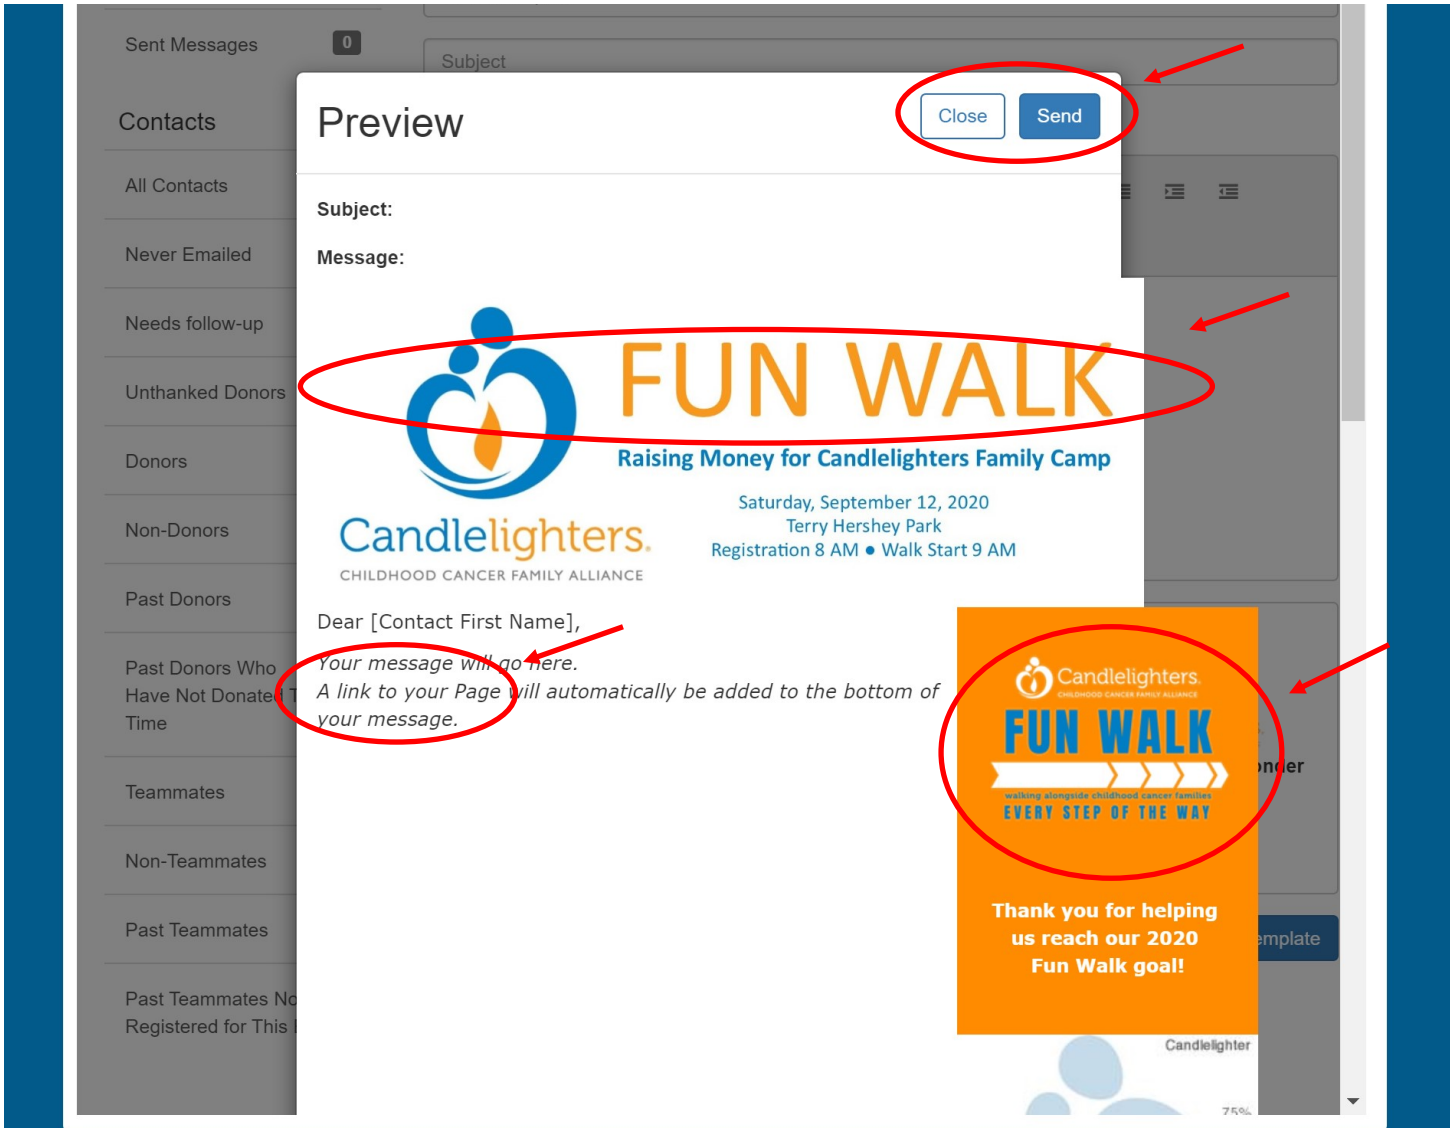 Sent Messages 0
Subject
Contacts
All Contacts
Never Emailed
Needs follow-up
Unthanked Donors
Donors
Non-Donors
Past Donors
Past Donors Who
Have Not Donated T
Time
Teammates
Non-Teammates
Past Teammates
Past Teammates No
Registered for This
Preview
Close
Send
Subject:
Message:
FUN WALK
Raising Money for Candlelighters Family Camp
Saturday, September 12, 2020
Terry Hershey Park
Registration 8 AM ● Walk Start 9 AM
Candlelighters.
CHILDHOOD CANCER FAMILY ALLIANCE
Dear [Contact First Name],
Your message will go here.
A link to your Page will automatically be added to the bottom of
your message.
Candlelighters.
CHILDHOOD CANCER FAMILY ALLIANCE
FUN WALK
walking alongside childhood cancer families
EVERY STEP OF THE WAY
Thank you for helping
us reach our 2020
Fun Walk goal!
Candlelighter
75%
onder
emplate